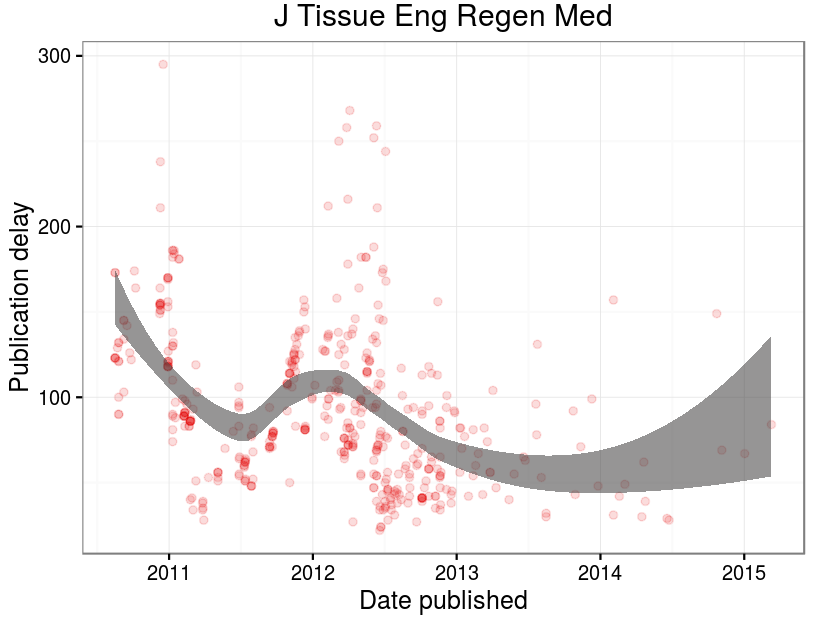 J Tissue Eng Regen Med
300
200
100
Publication delay
2011 2012 2013 2014 2015
Date published